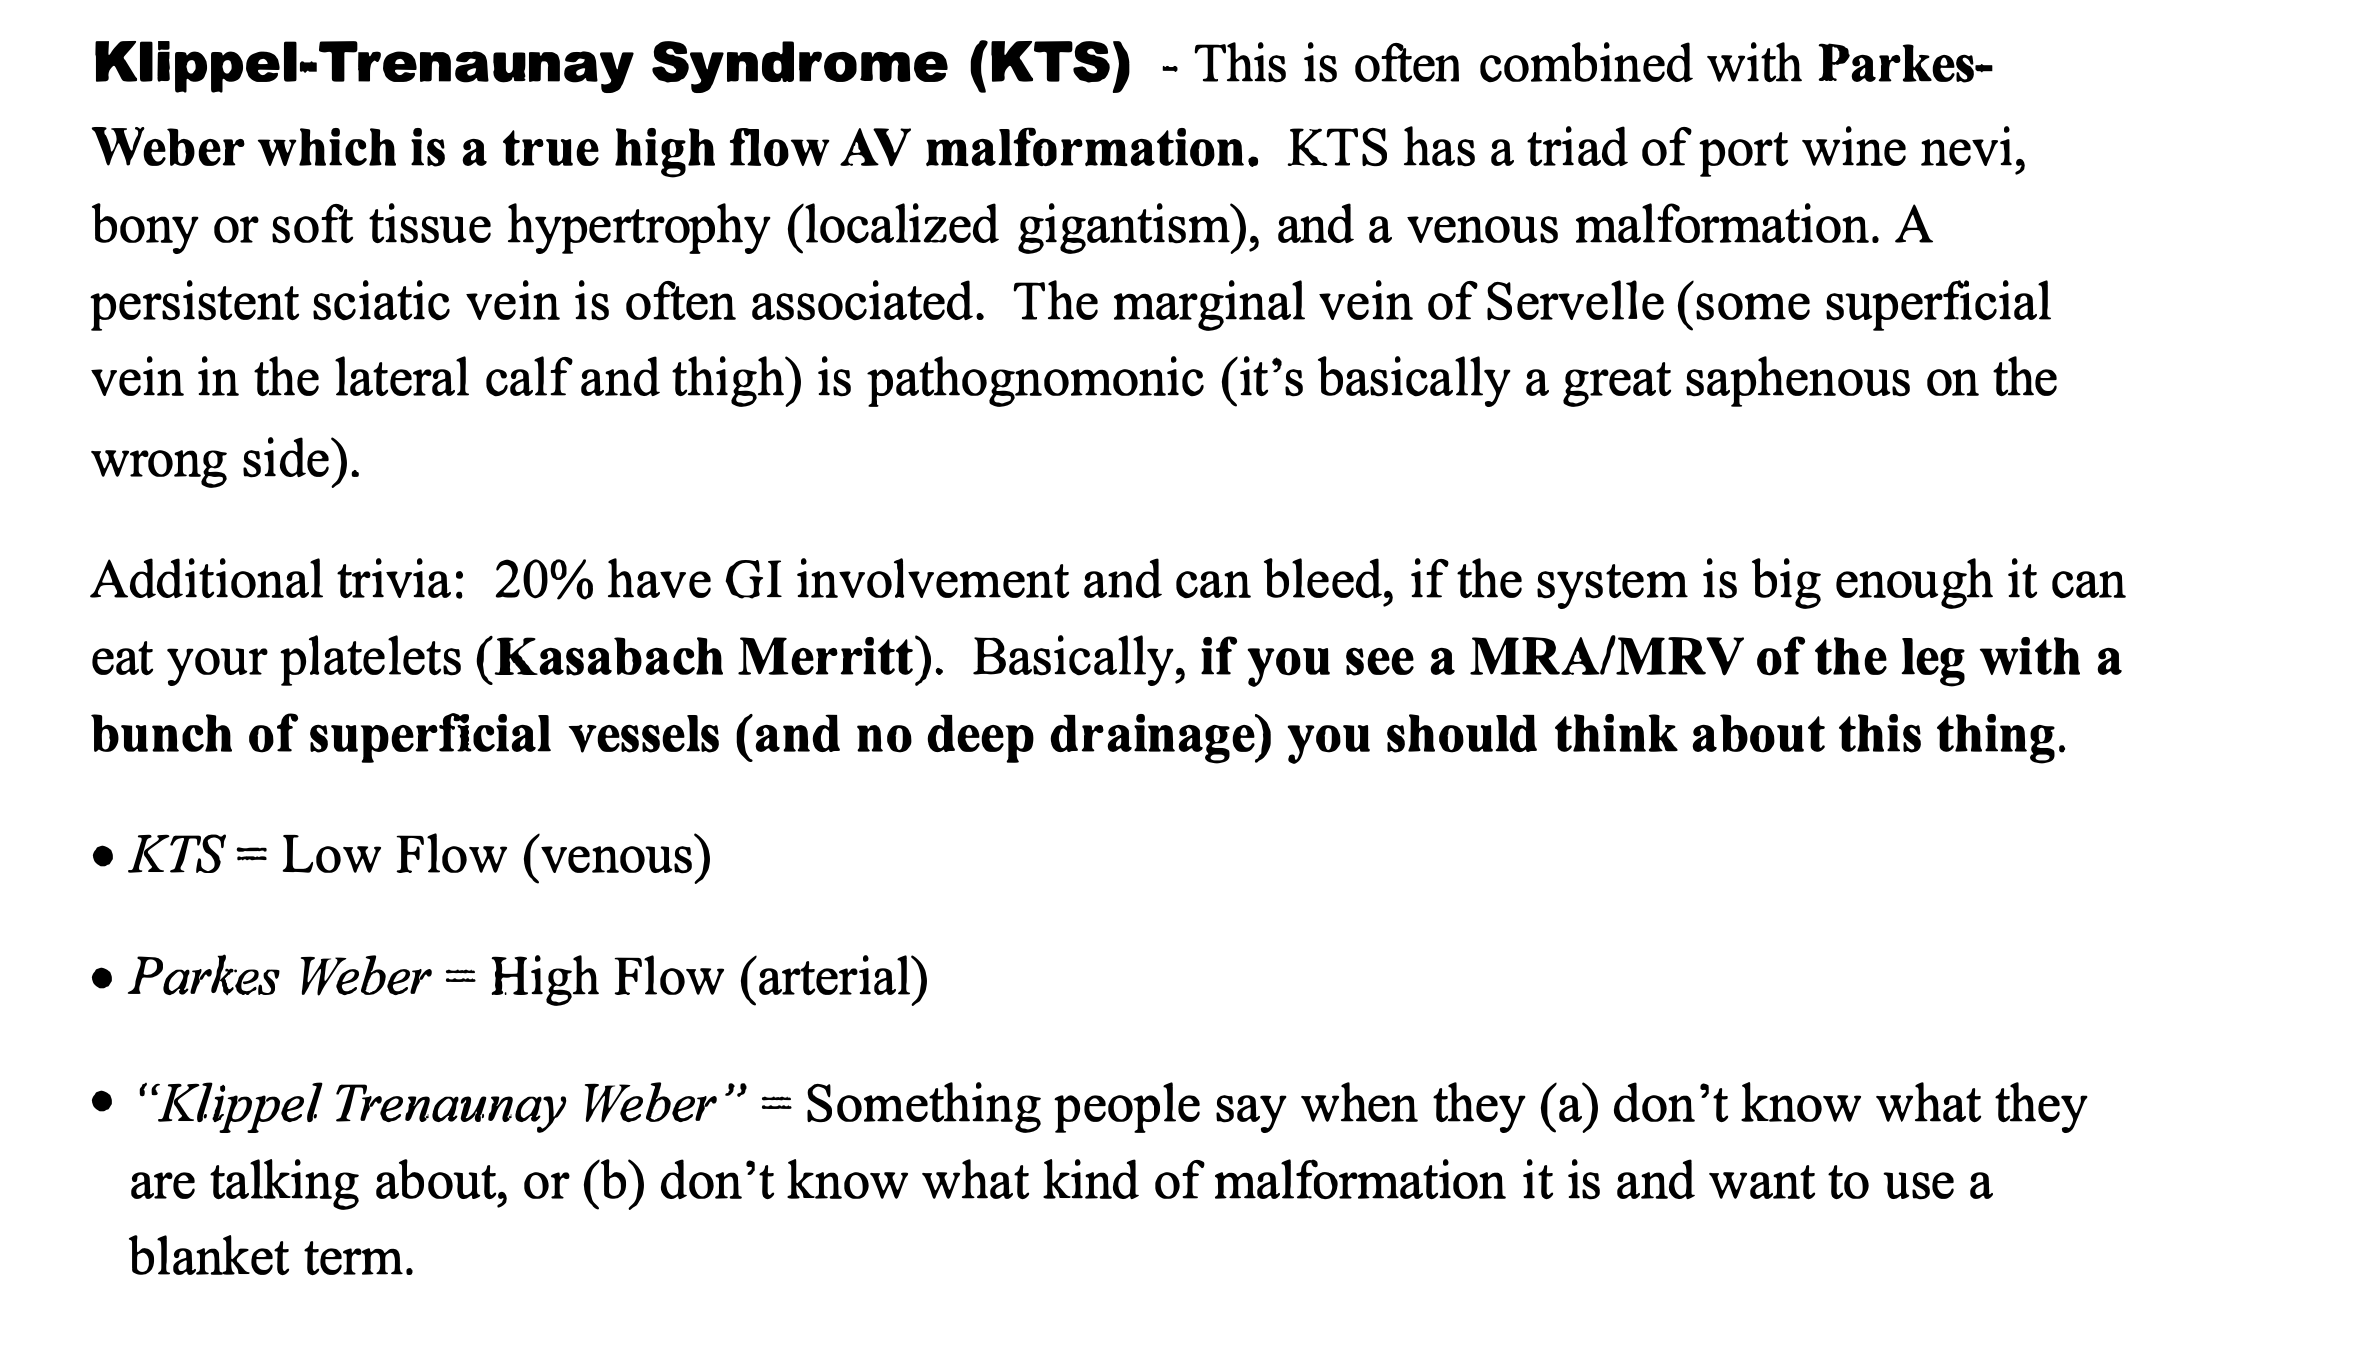 Klippel-Trenaunay Syndrome (KTS) - This is often combined with Parkes-
Weber which is a true high flow AV malformation. KTS has a triad of port wine nevi,
bony or soft tissue hypertrophy (localized gigantism), and a venous malformation. A
persistent sciatic vein is often associated. The marginal vein of Servelle (some superficial
vein in the lateral calf and thigh) is pathognomonic (it’s basically a great saphenous on the
wrong side).
Additional trivia: 20% have GI involvement and can bleed, if the system is big enough it can
eat your platelets (Kasabach Merritt). Basically, if you see a MRA/MRV of the leg with a
bunch of superficial vessels (and no deep drainage) you should think about this thing.
• KTS = Low Flow (venous)
• Parkes Weber = High Flow (arterial)
• “Klippel Trenaunay Weber” = Something people say when they (a) don’t know what they
are talking about, or (b) don’t know what kind of malformation it is and want to use a
blanket term.